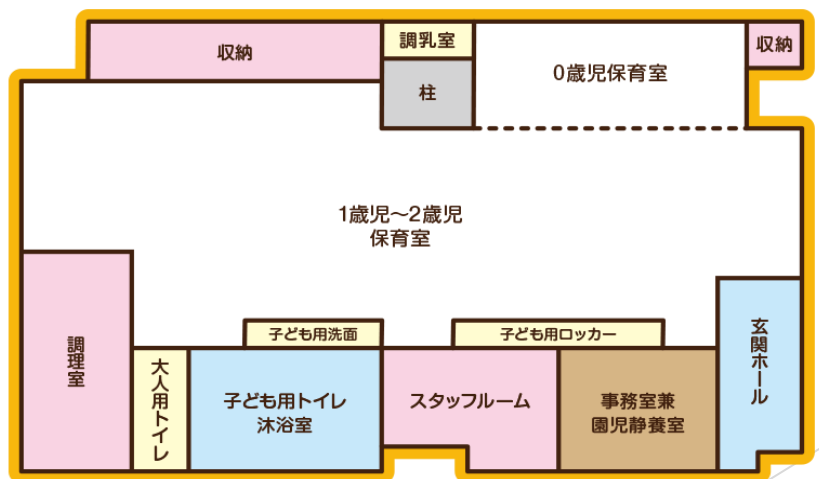 収納
調乳室
収納
柱
0歳児保育室
1歳児～2歳児
保育室
調理室
大人用トイレ
子ども用洗面
子ども用トイレ
沐浴室
子ども用ロッカー
スタッフルーム
事務室兼
園児静養室
玄関ホール